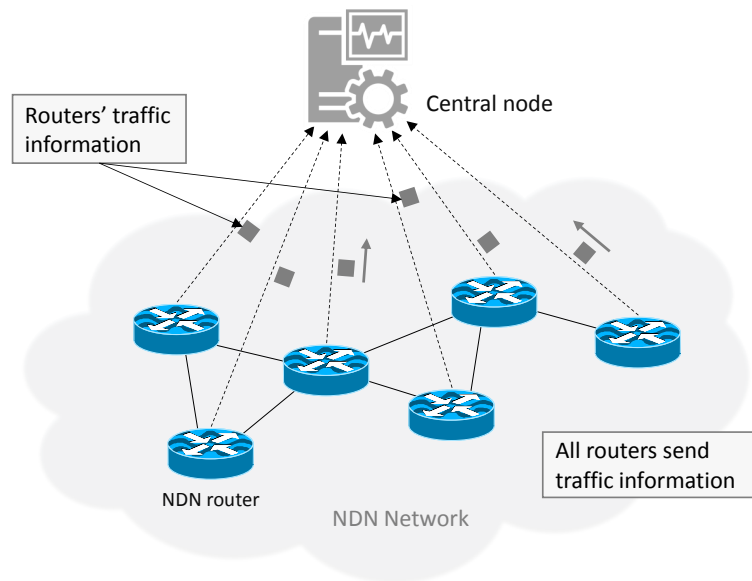 Routers' traffic
information
Central node
NDN router
All routers send
traffic information
NDN Network